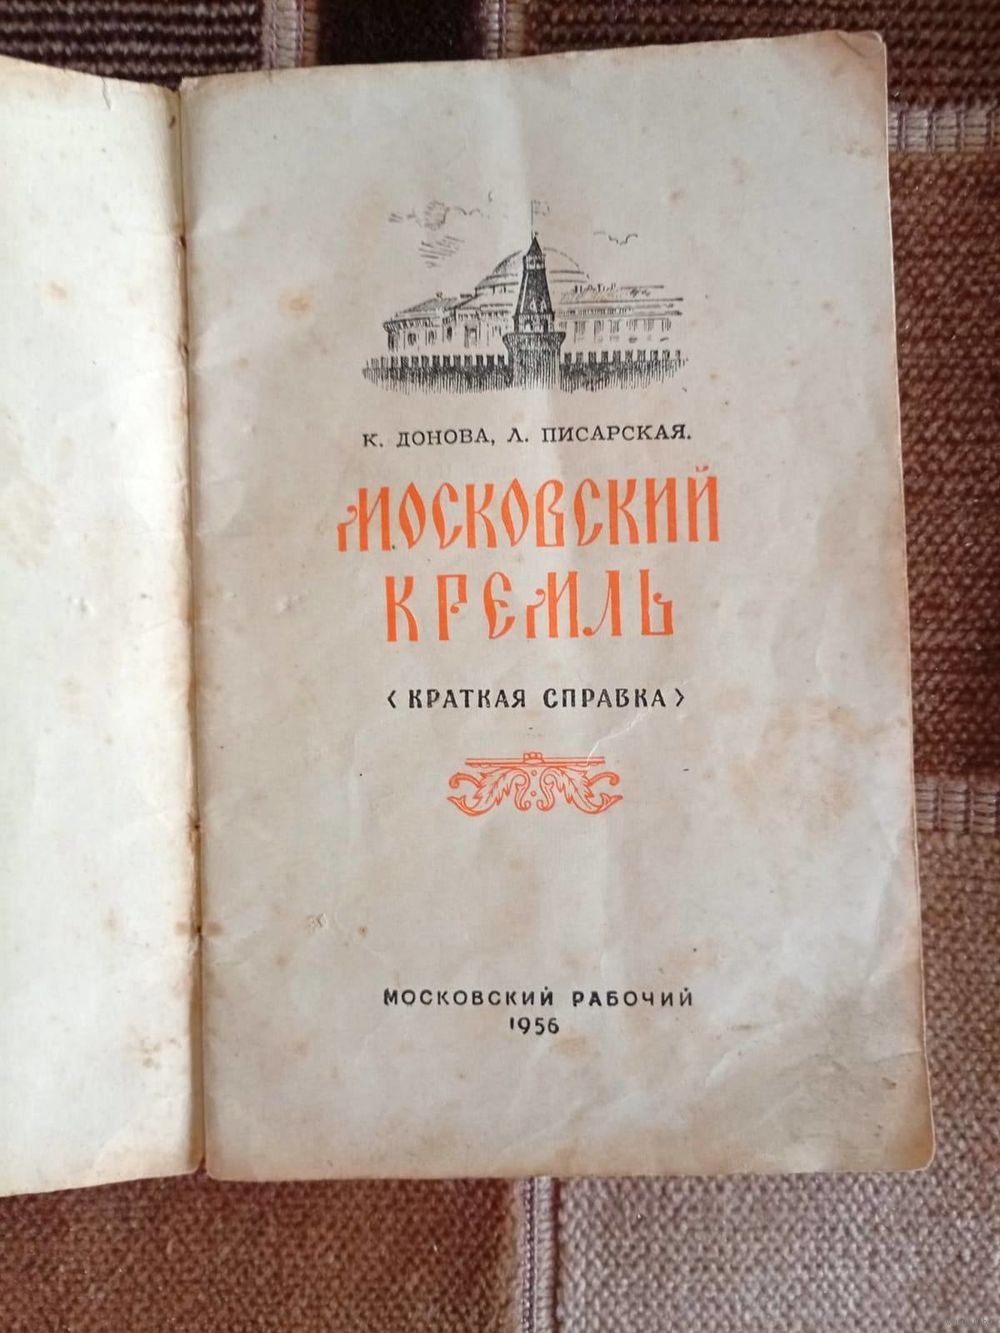 К. ДОНОВА, Л. ПИСАРСКАЯ.
МОСКОВСКИЙ
КРЕМЛЬ
‹КРАТКАЯ СПРАВКА›
МОСКОВСКИЙ РАБОЧИЙ
1956